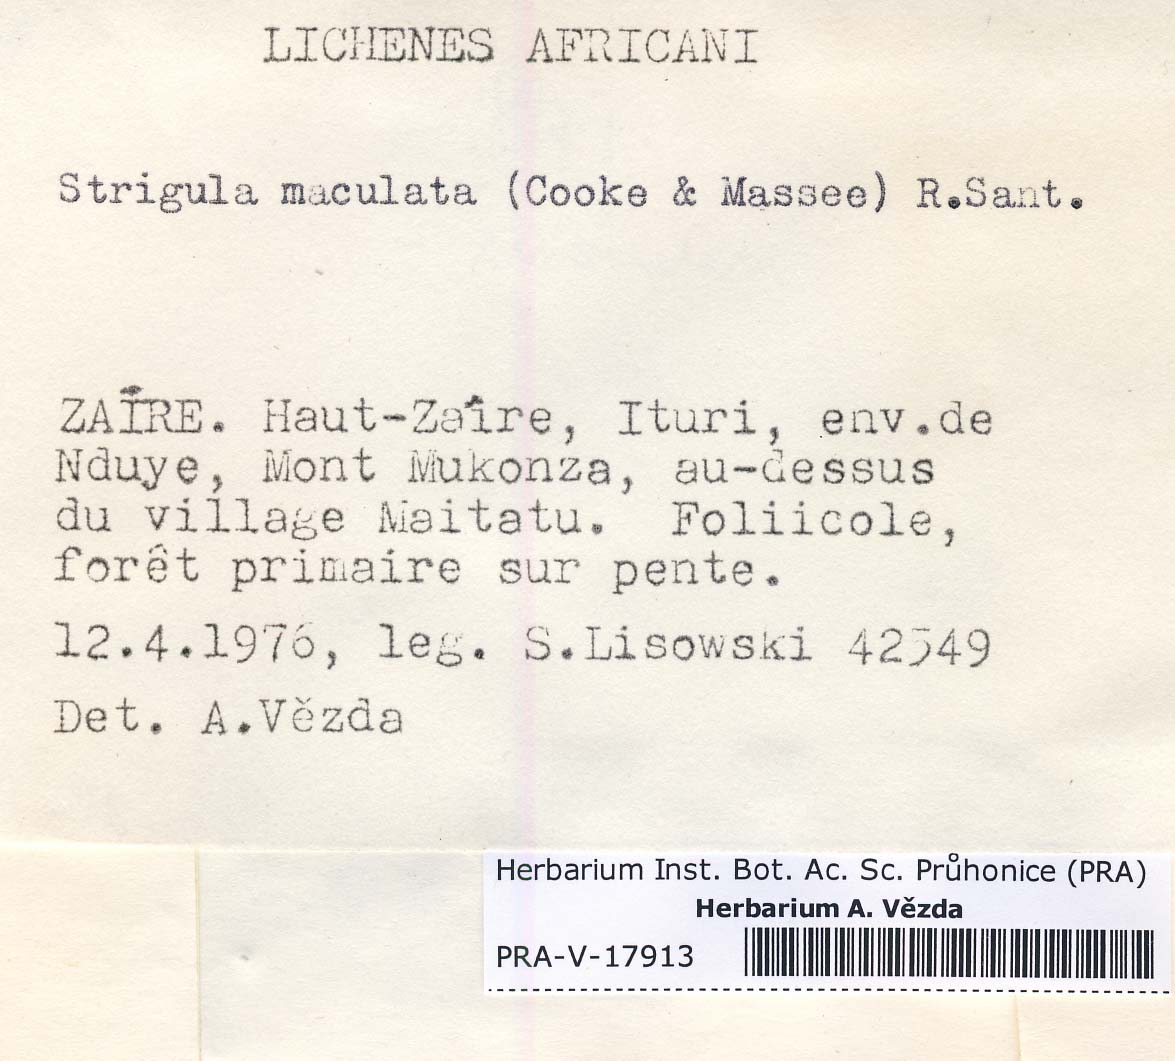 LICHENES AFRICANI
Strigula maculata (Cooke & Massee) R.Sant.
ZAÎRE. Haut-Zaîre, Ituri, env.de
Nduye, Mont Mukonza, au-dessus
du village Maitatu. Foliicole,
forêt primaire sur pente.
12.4.1976, leg. S.Lisowski 42549
Det. A.Vězda
Herbarium Inst. Bot. Ac. Sc. Průhonice (PRA)
Herbarium A. Vězda
PRA-V-17913